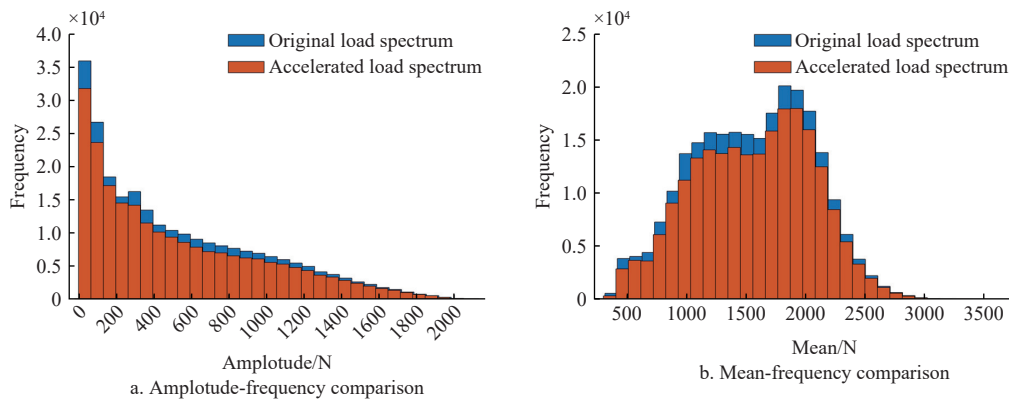 ×10⁴
4.0
3.5
3.0
2.5
2.0
1.5
1.0
0.5
0
Frequency
Original load spectrum
Accelerated load spectrum
0 200 400 600 800 1000 1200 1400 1600 1800 2000
Amplotude/N
a. Amplotude-frequency comparison
×10⁴
2.5
2.0
1.5
1.0
0.5
0
Frequency
Original load spectrum
Accelerated load spectrum
500 1000 1500 2000 2500 3000 3500
Mean/N
b. Mean-frequency comparison